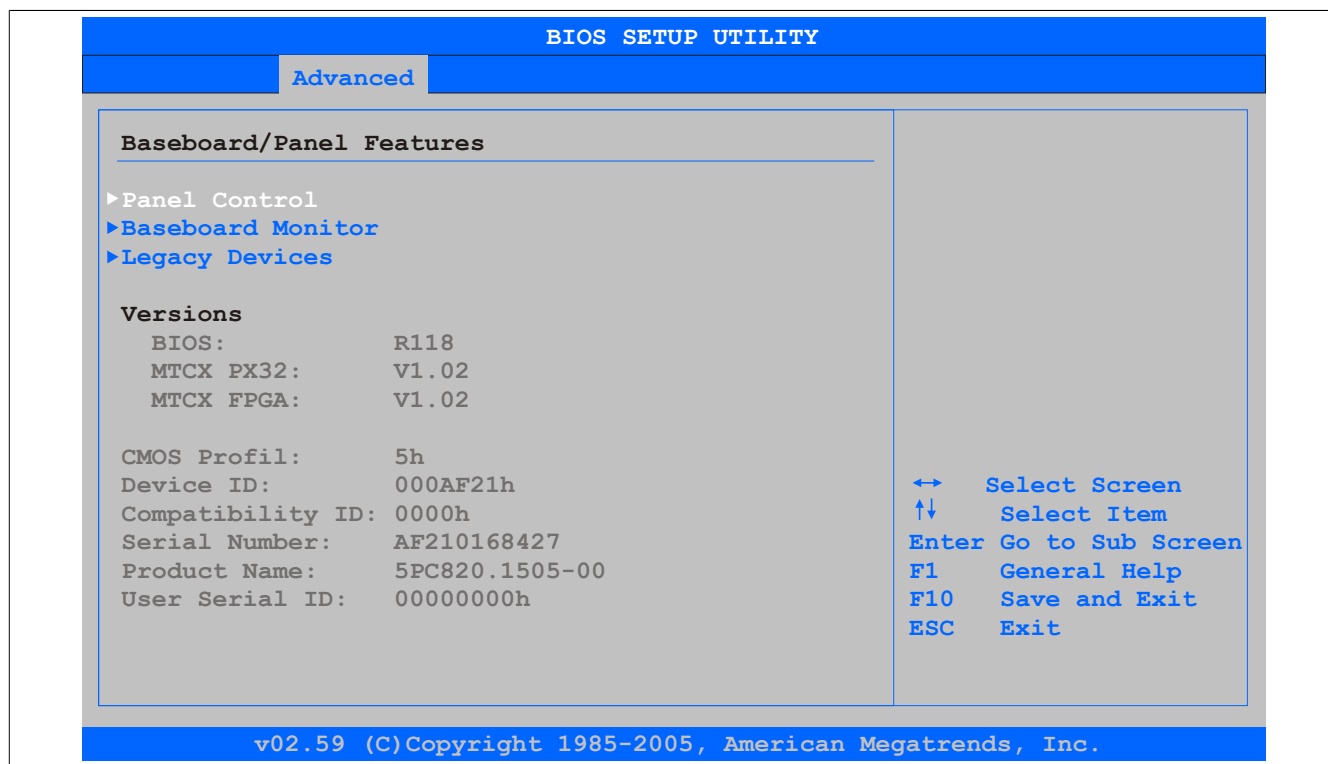 BIOS SETUP UTILITY
Advanced
Baseboard/Panel Features
▶Panel Control
▶Baseboard Monitor
▶Legacy Devices
Versions
BIOS: R118
MTCX PX32: V1.02
MTCX FPGA: V1.02
CMOS Profil: 5h
Device ID: 000AF21h
Compatibility ID: 0000h
Serial Number: AF210168427
Product Name: 5PC820.1505-00
User Serial ID: 00000000h
↔ Select Screen
↑↓ Select Item
Enter Go to Sub Screen
F1 General Help
F10 Save and Exit
ESC Exit
v02.59 (C)Copyright 1985-2005, American Megatrends, Inc.